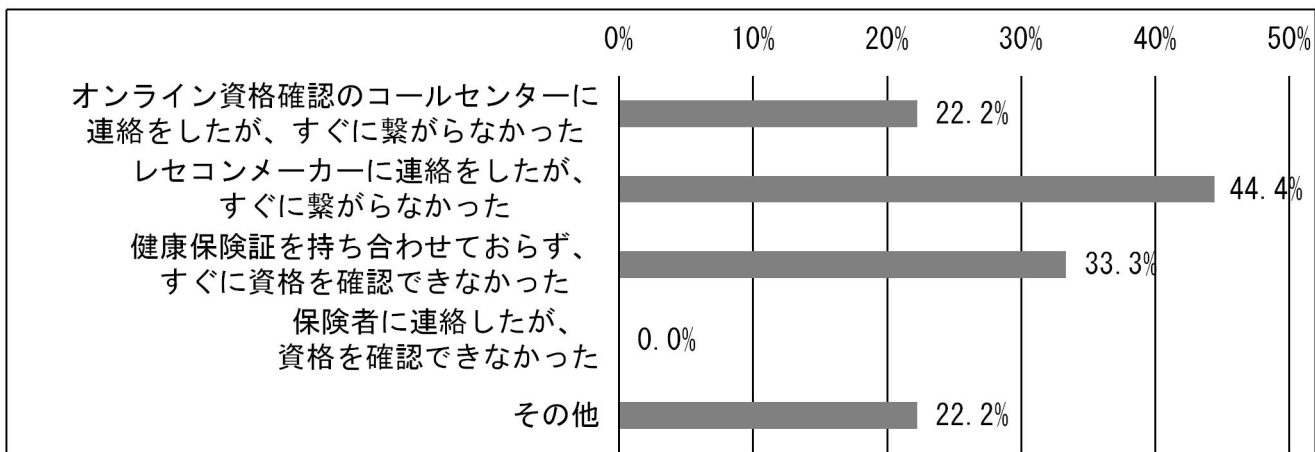 0% 10% 20% 30% 40% 50%
オンライン資格確認のコールセンターに
連絡をしたが、すぐに繋がらなかった
22.2%
レセコンメーカーに連絡をしたが、
すぐに繋がらなかった
44.4%
健康保険証を持ち合わせておらず、
すぐに資格を確認できなかった
33.3%
保険者に連絡したが、
資格を確認できなかった
0.0%
その他
22.2%